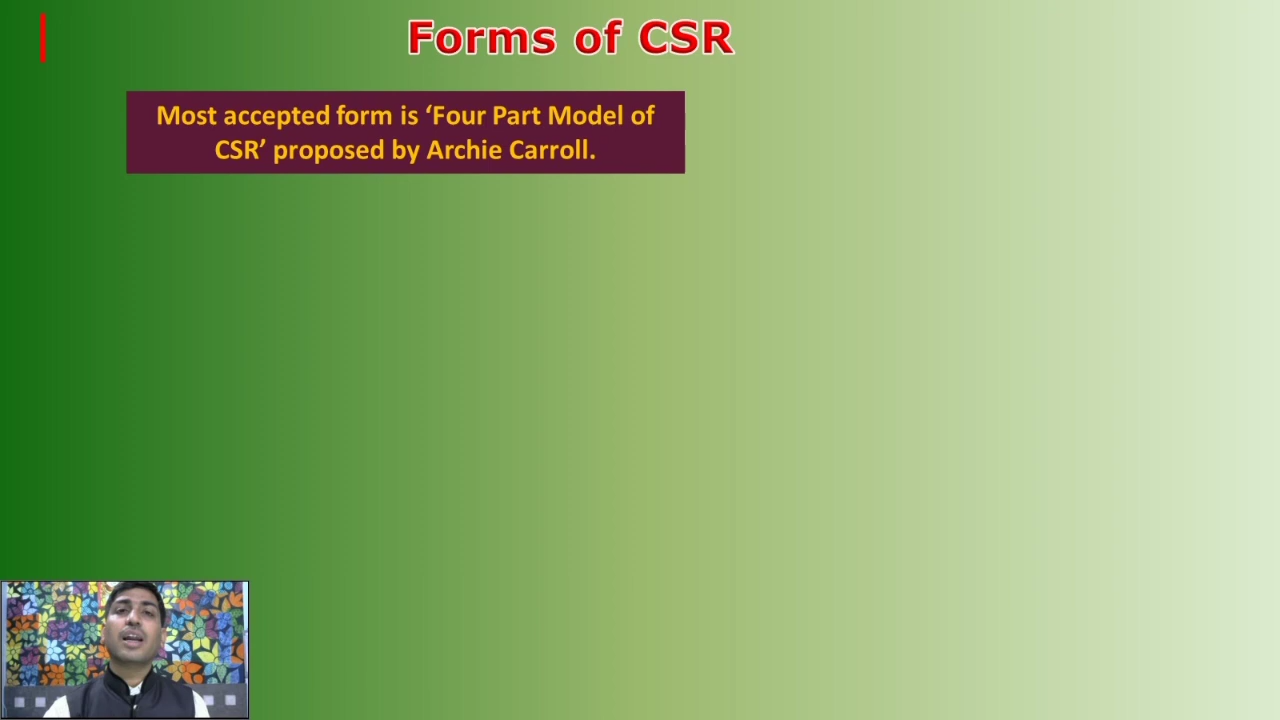 Forms of CSR
Most accepted form is ‘Four Part Model of
CSR’ proposed by Archie Carroll.